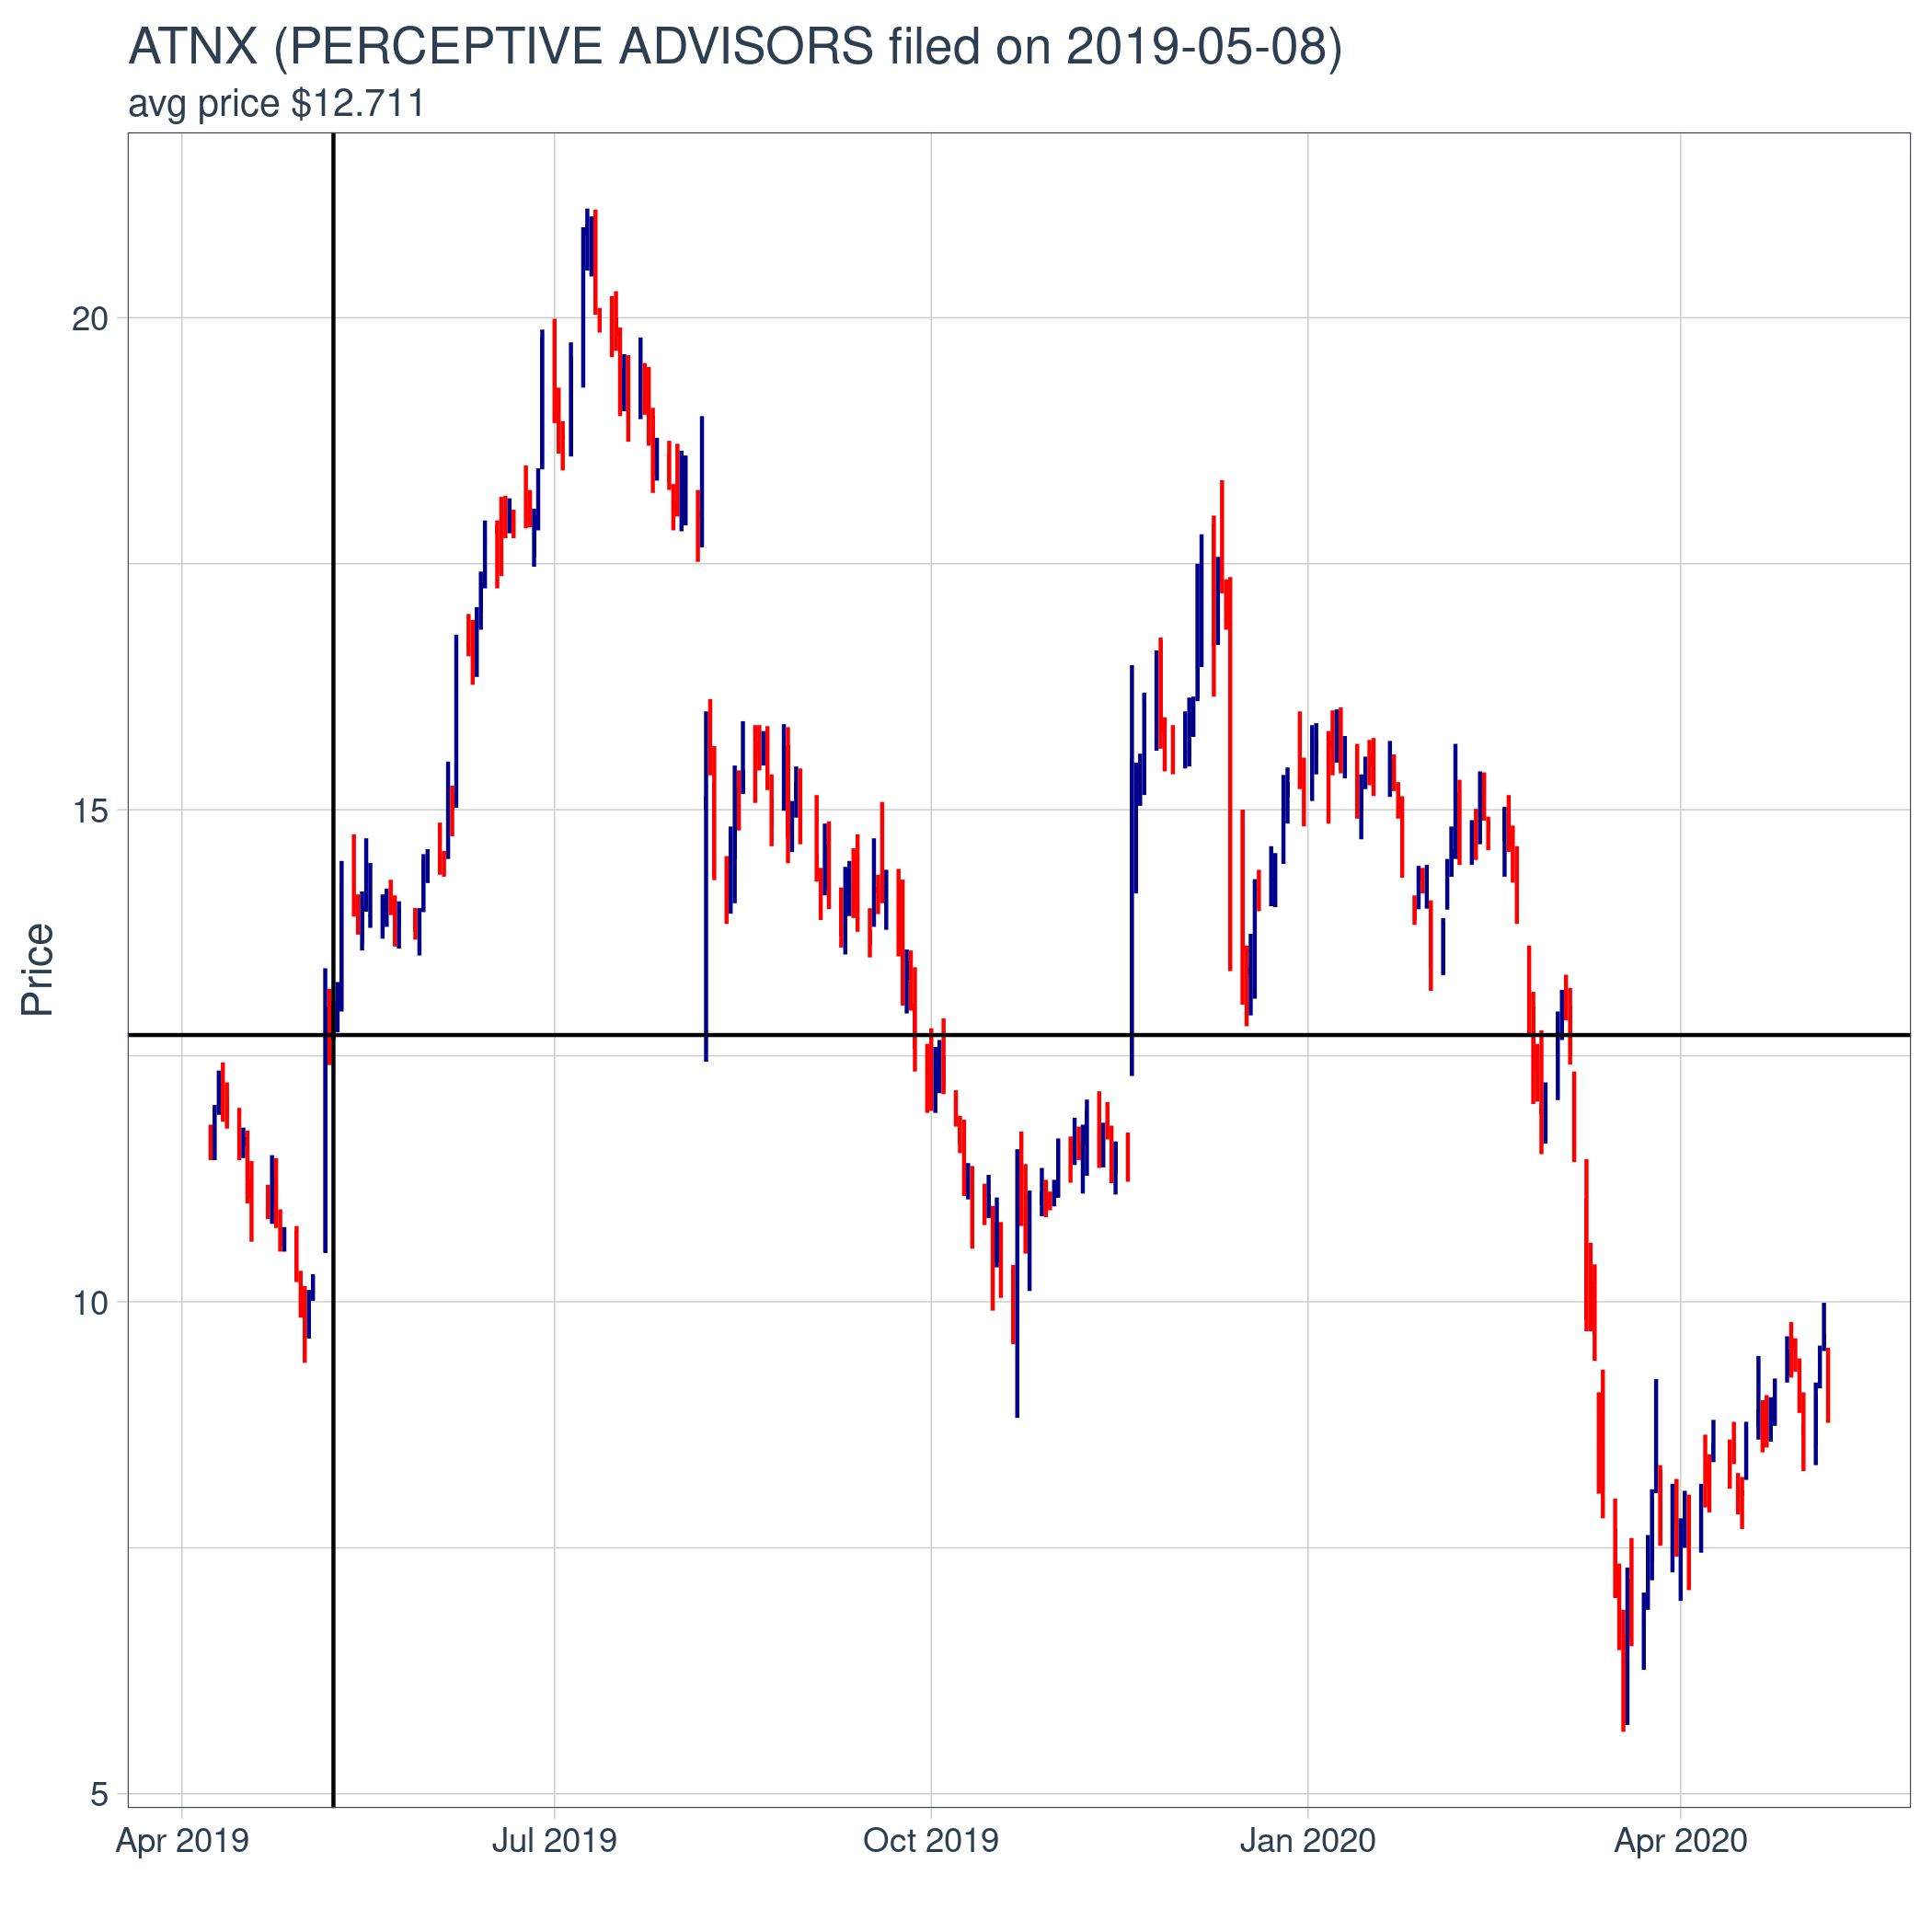 ATNX (PERCEPTIVE ADVISORS filed on 2019-05-08)
avg price $12.711
Price
20
15
10
5
Apr 2019
Jul 2019
Oct 2019
Jan 2020
Apr 2020